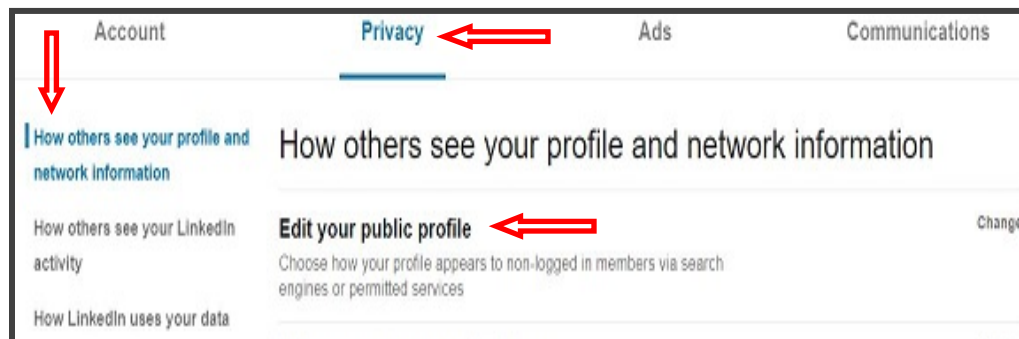 Account Privacy Ads Communications
How others see your profile and
network information
How others see your LinkedIn
activity
How LinkedIn uses your data
How others see your profile and network information
Edit your public profile
Change
Choose how your profile appears to non-logged in members via search
engines or permitted services